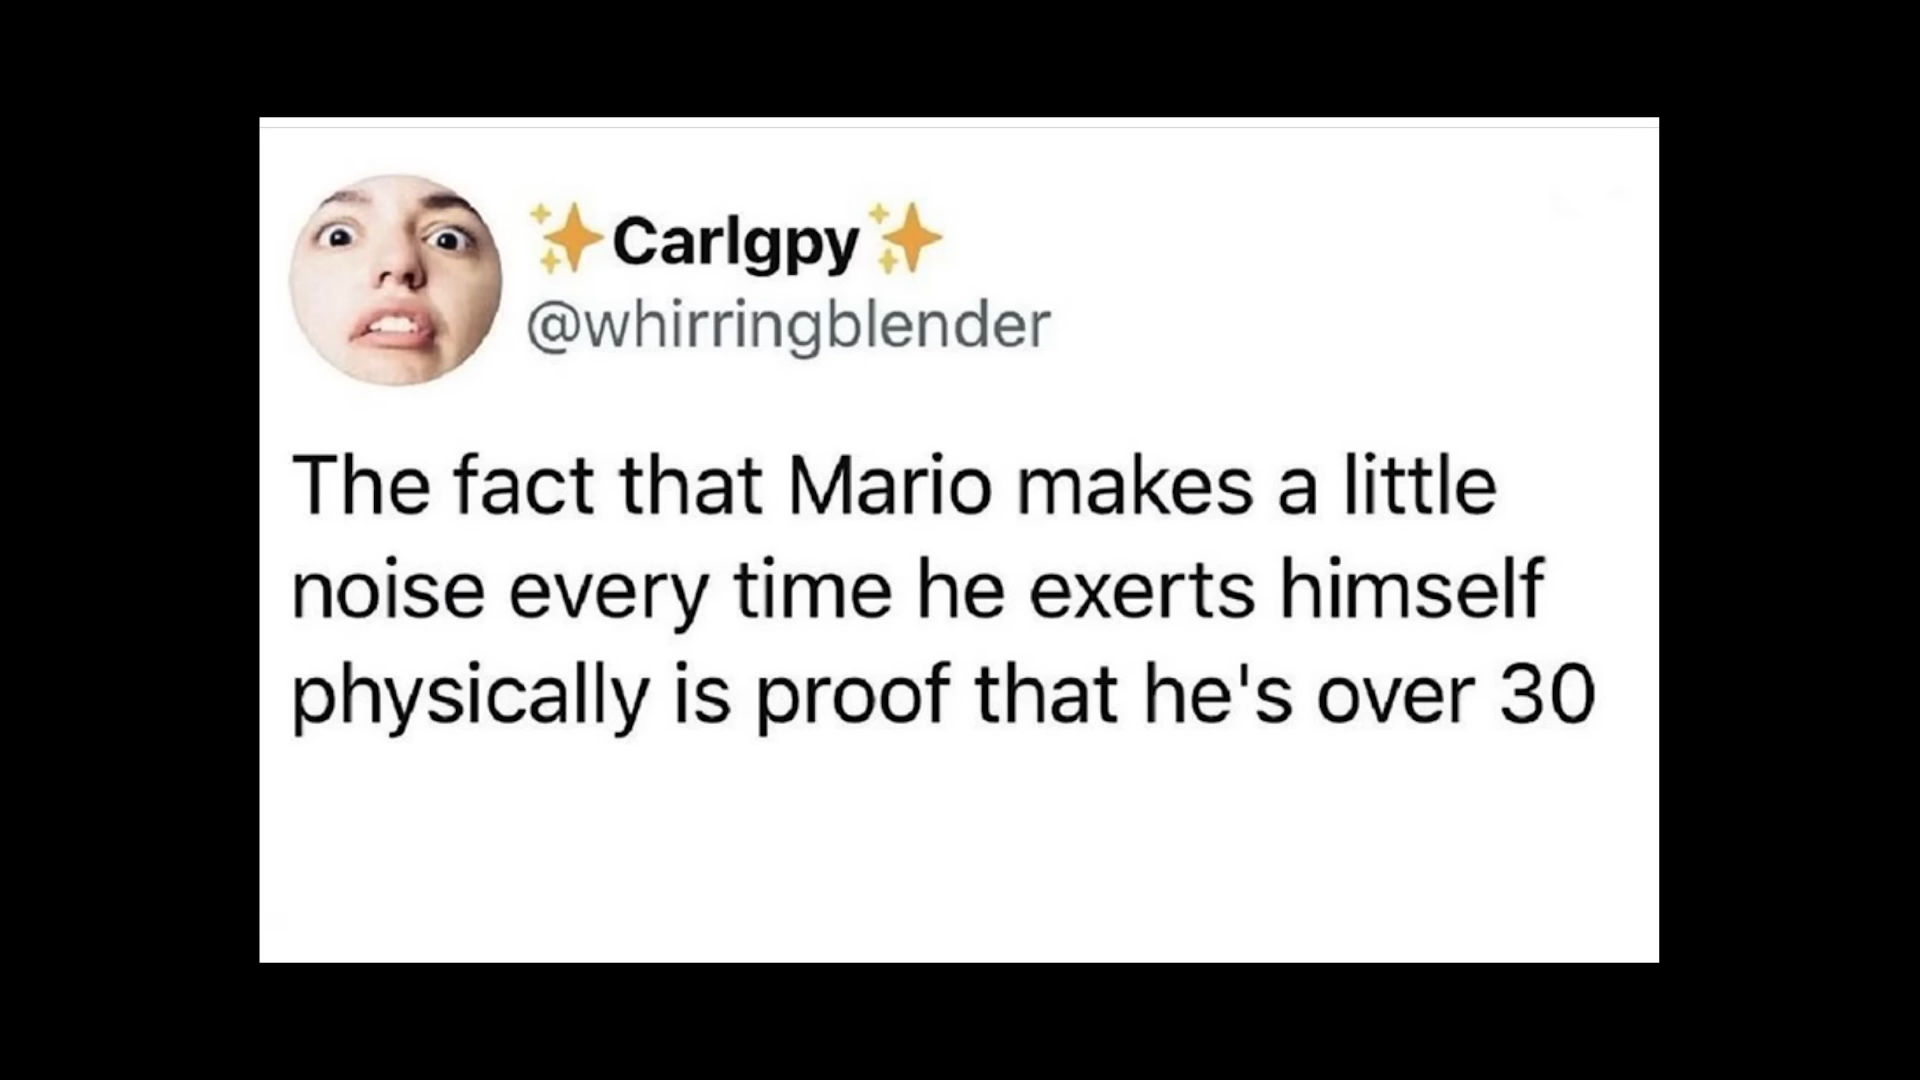 ✨Carlgpy✨
@whirringblender
The fact that Mario makes a little
noise every time he exerts himself
physically is proof that he's over 30